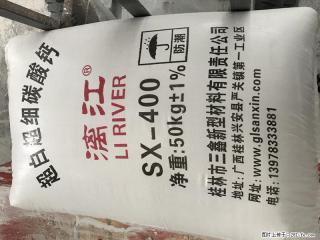 超白超细碳酸钙
漓江®
LI RIVER
SX-400
净重:50kg±1%
防潮
桂林市三鑫新型材料有限责任公司
地址:广西桂林兴安县严关镇第一工业区
网址:www.glsanxin.com
电话:13978333881